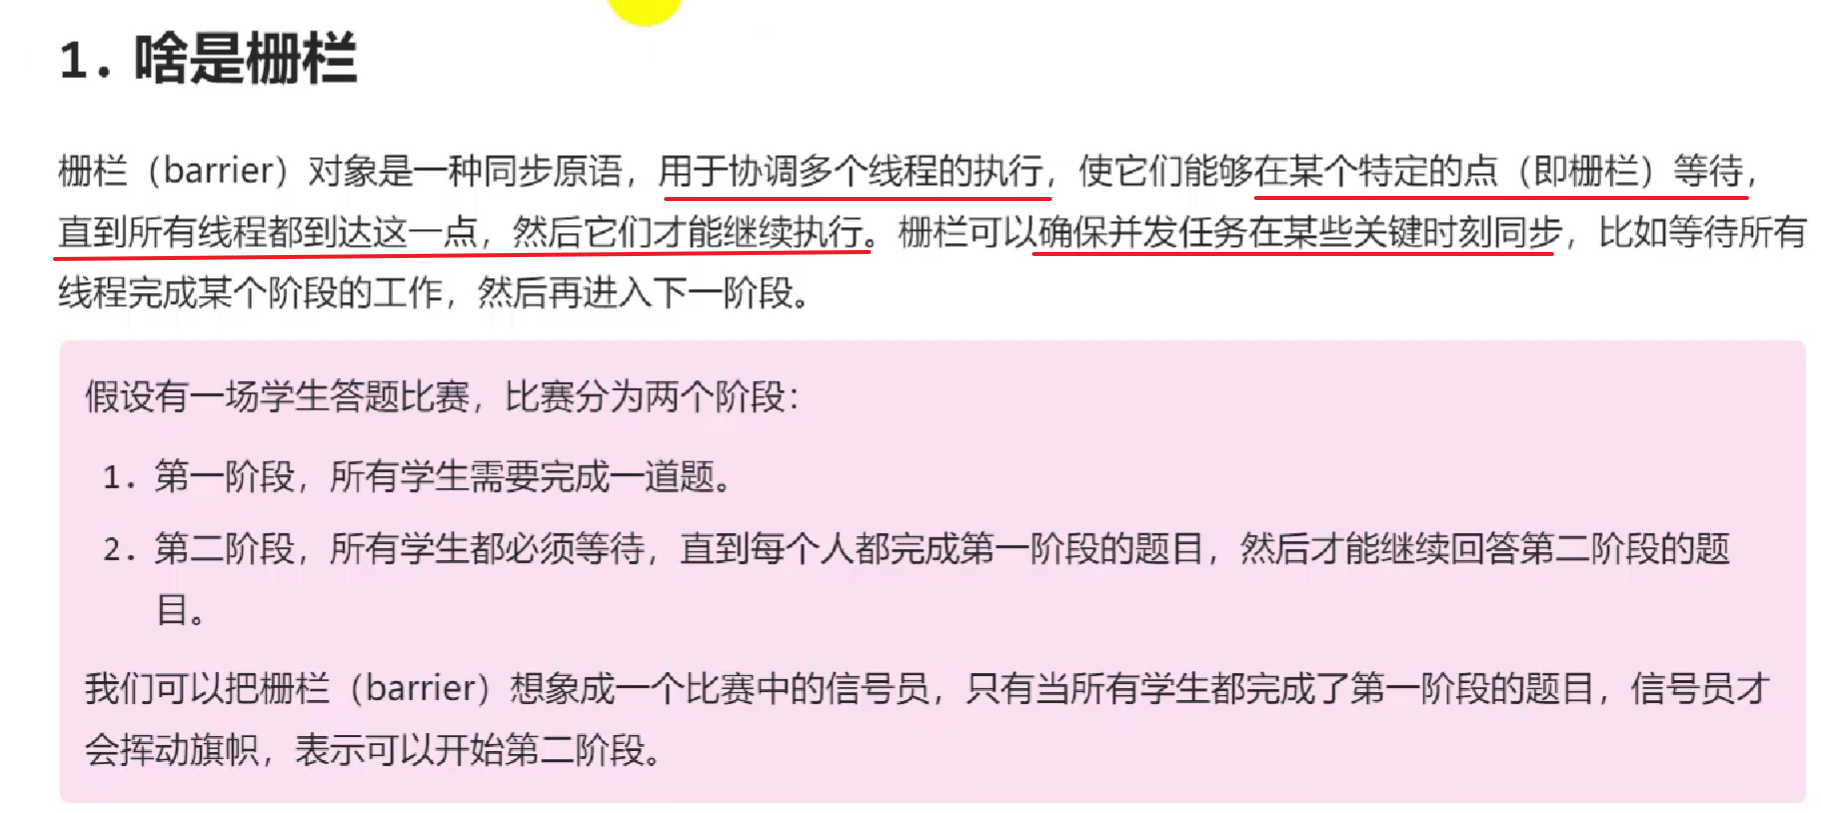 1. 啥是栅栏
栅栏（barrier）对象是一种同步原语，用于协调多个线程的执行，使它们能够在某个特定的点（即栅栏）等待，
直到所有线程都到达这一点，然后它们才能继续执行。栅栏可以确保并发任务在某些关键时刻同步，比如等待所有
线程完成某个阶段的工作，然后再进入下一阶段。
假设有一场学生答题比赛，比赛分为两个阶段：
1. 第一阶段，所有学生需要完成一道题。
2. 第二阶段，所有学生都必须等待，直到每个人都完成第一阶段的题目，然后才能继续回答第二阶段的题
目。
我们可以把栅栏（barrier）想象成一个比赛中的信号员，只有当所有学生都完成了第一阶段的题目，信号员才
会挥动旗帜，表示可以开始第二阶段。